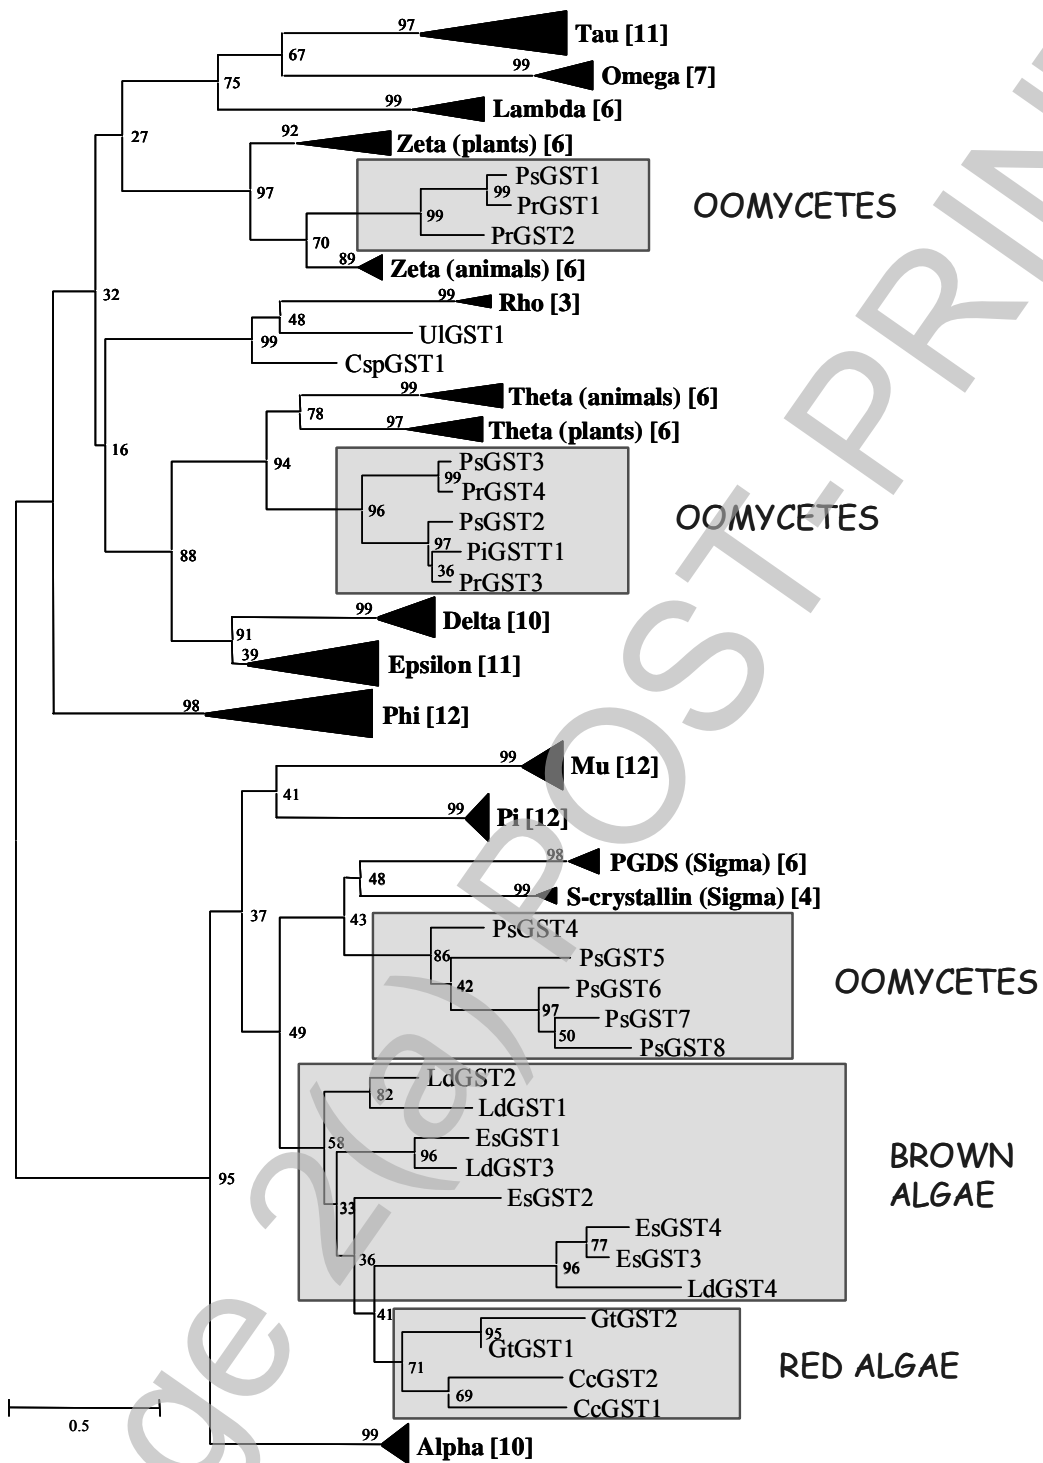 97
Tau [11]
67
99
Omega [7]
75
99
Lambda [6]
27
92
Zeta (plants) [6]
97
PsGST1
99
PrGST1
99
PrGST2
OOMYCETES
70
89
Zeta (animals) [6]
32
99
Rho [3]
48
UlGST1
99
CspGST1
99
Theta (animals) [6]
78
97
Theta (plants) [6]
16
94
PsGST3
99
PrGST4
96
PsGST2
97
PiGSTT1
36
PrGST3
OOMYCETES
88
99
Delta [10]
91
39
Epsilon [11]
98
Phi [12]
99
Mu [12]
41
99
Pi [12]
98
PGDS (Sigma) [6]
48
99
S-crystallin (Sigma) [4]
37
43
PsGST4
86
PsGST5
42
PsGST6
97
PsGST7
50
PsGST8
OOMYCETES
49
LdGST2
82
LdGST1
58
EsGST1
96
LdGST3
33
EsGST2
BROWN
ALGAE
95
36
EsGST4
77
EsGST3
96
LdGST4
41
GtGST2
95
GtGST1
71
CcGST2
69
CcGST1
RED ALGAE
0.5
99
Alpha [10]
ge 2(a) POST-PRIN